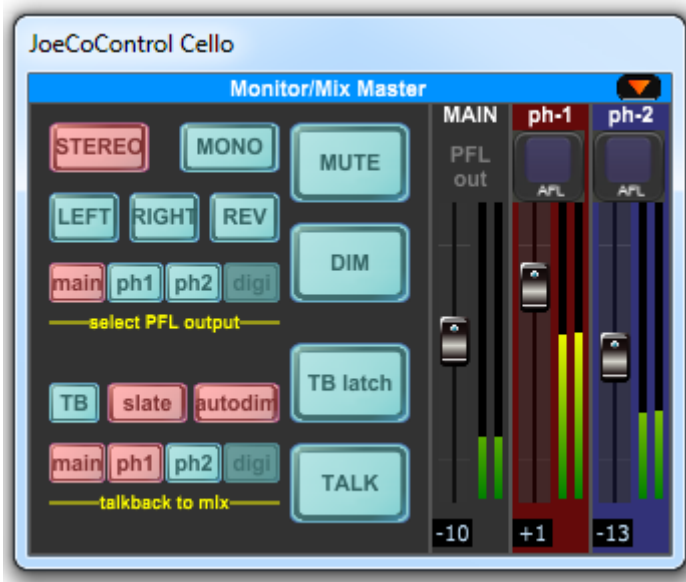 JoeCoControl Cello
Monitor/Mix Master
MAIN ph-1 ph-2
STEREO MONO MUTE
PFL out AFL AFL
LEFT RIGHT REV
DIM
main ph1 ph2 digi
select PFL output
TB latch
TB slate autodim
main ph1 ph2 digi
TALK
talkback to mix
-10 +1 -13